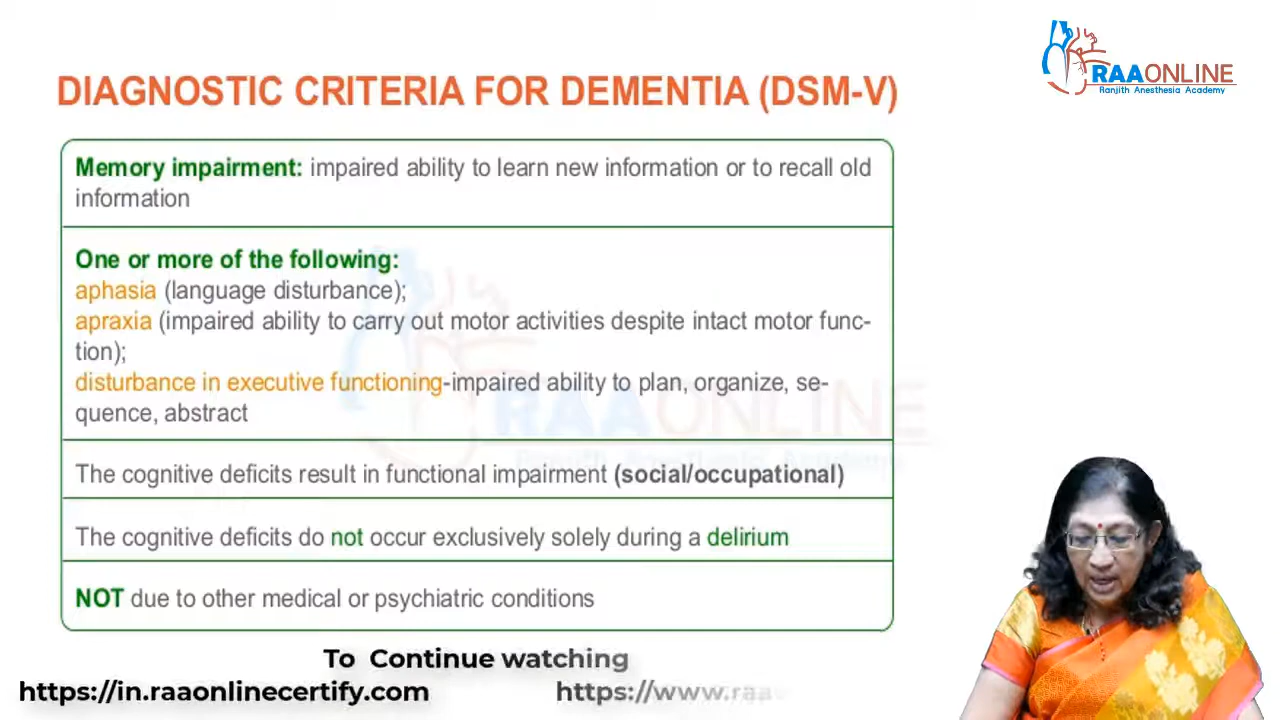 RAAONLINE
Ranjith Anesthesia Academy
DIAGNOSTIC CRITERIA FOR DEMENTIA (DSM-V)
Memory impairment: impaired ability to learn new information or to recall old
information
One or more of the following:
aphasia (language disturbance);
apraxia (impaired ability to carry out motor activities despite intact motor func-
tion);
disturbance in executive functioning-impaired ability to plan, organize, se-
quence, abstract
RAAONLINE
Ranjith Anesthesia Academy
The cognitive deficits result in functional impairment (social/occupational)
The cognitive deficits do not occur exclusively solely during a delirium
NOT due to other medical or psychiatric conditions
To Continue watching
https://in.raaonlinecertify.com